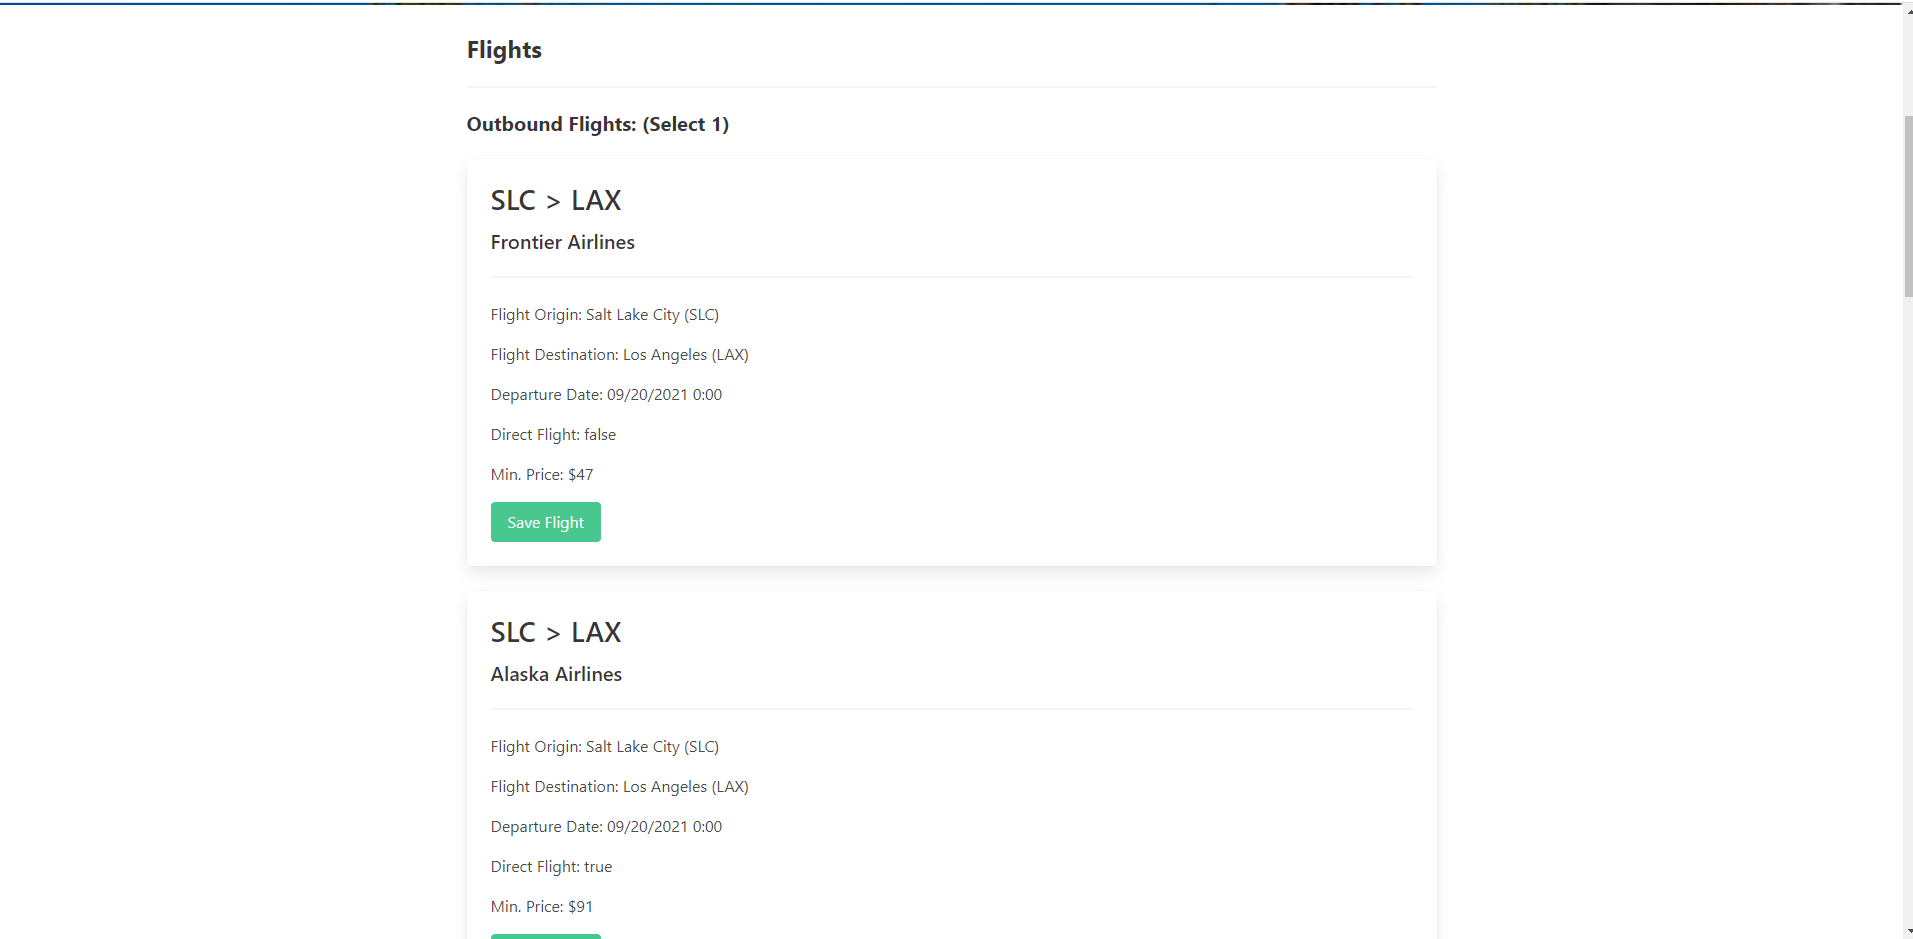 Flights
Outbound Flights: (Select 1)
SLC > LAX
Frontier Airlines
Flight Origin: Salt Lake City (SLC)
Flight Destination: Los Angeles (LAX)
Departure Date: 09/20/2021 0:00
Direct Flight: false
Min. Price: $47
Save Flight
SLC > LAX
Alaska Airlines
Flight Origin: Salt Lake City (SLC)
Flight Destination: Los Angeles (LAX)
Departure Date: 09/20/2021 0:00
Direct Flight: true
Min. Price: $91